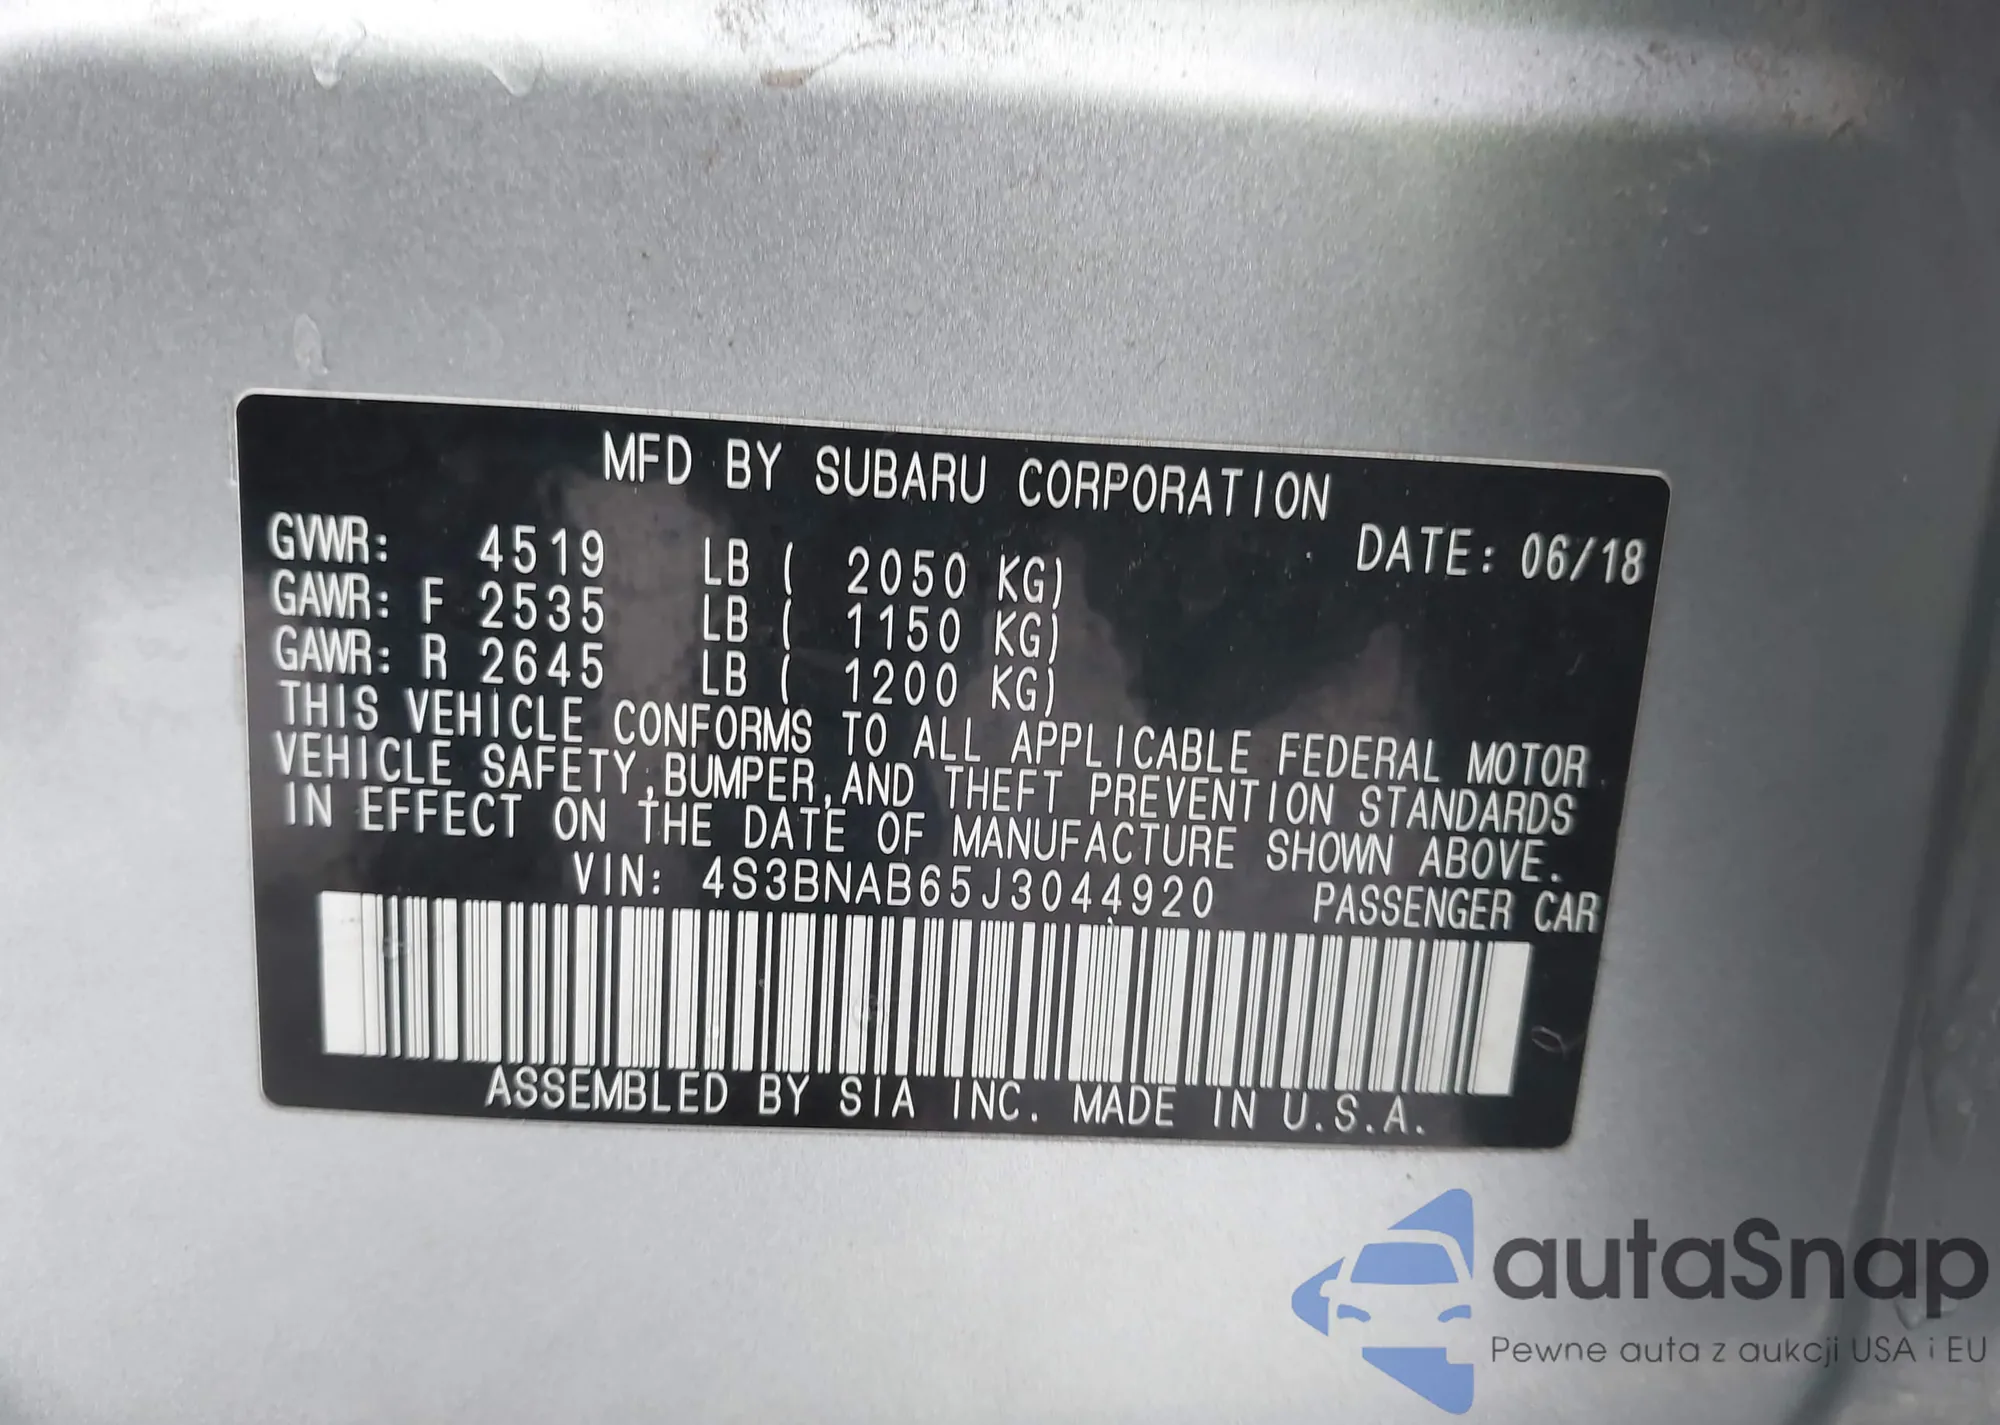 MFD BY SUBARU CORPORATION
DATE: 06/18
GVWR: 4519 LB ( 2050 KG)
GAWR: F 2535 LB ( 1150 KG)
GAWR: R 2645 LB ( 1200 KG)
THIS VEHICLE CONFORMS TO ALL APPLICABLE FEDERAL MOTOR
VEHICLE SAFETY,BUMPER,AND THEFT PREVENTION STANDARDS
IN EFFECT ON THE DATE OF MANUFACTURE SHOWN ABOVE.
VIN: 4S3BNAB65J3044920 PASSENGER CAR
ASSEMBLED BY SIA INC. MADE IN U.S.A.
autaSnap
Pewne auta z aukcji USA i EU